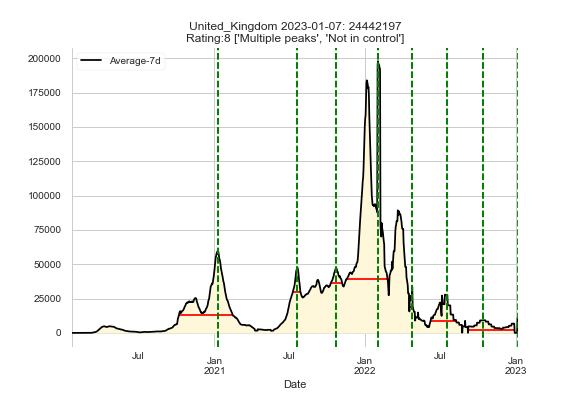 United_Kingdom 2023-01-07: 24442197
Rating:8 ['Multiple peaks', 'Not in control']
Average-7d
200000
175000
150000
125000
100000
75000
50000
25000
0
Jul
Jan
2021
Jul
Jan
2022
Jul
Jan
2023
Date